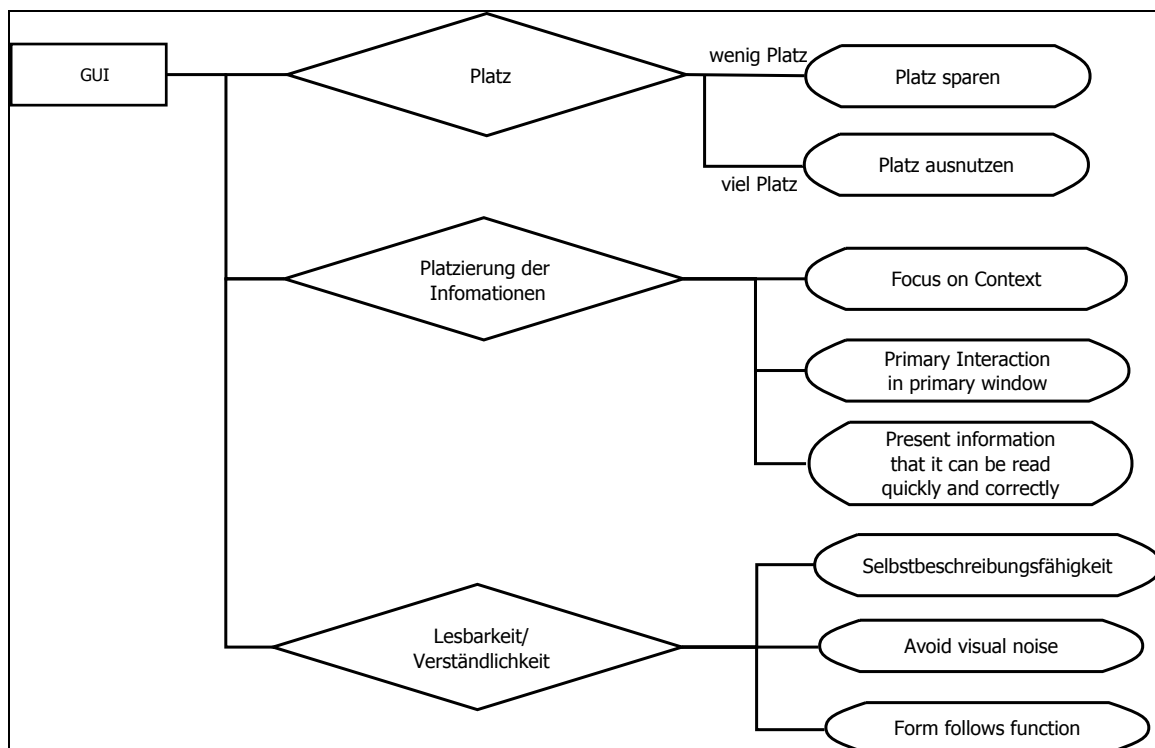 GUI
Platz
wenig Platz
Platz sparen
viel Platz
Platz ausnutzen
Platzierung der
Infomationen
Focus on Context
Primary Interaction
in primary window
Present information
that it can be read
quickly and correctly
Lesbarkeit/
Verständlichkeit
Selbstbeschreibungsfähigkeit
Avoid visual noise
Form follows function